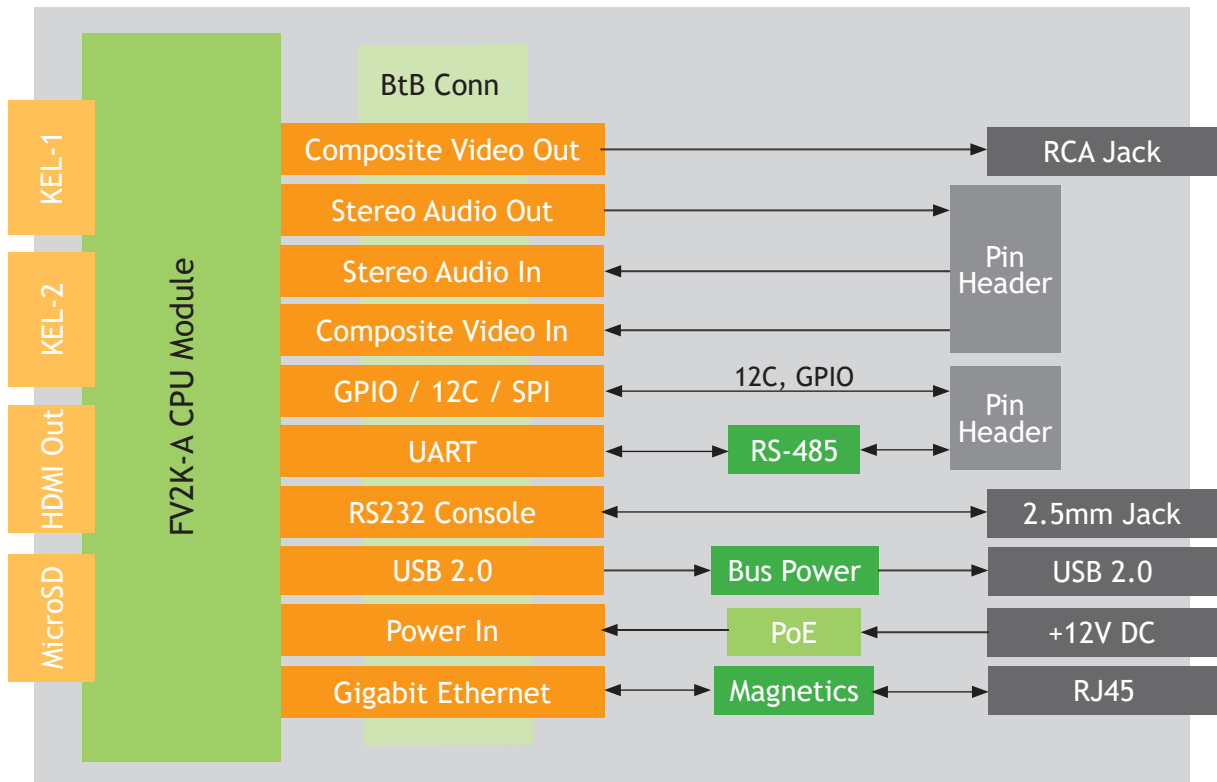 BtB Conn
KEL-1
KEL-2
HDMI Out
MicroSD
FV2K-A CPU Module
Composite Video Out
RCA Jack
Stereo Audio Out
Stereo Audio In
Composite Video In
Pin
Header
GPIO / 12C / SPI
12C, GPIO
UART
RS-485
Pin
Header
RS232 Console
2.5mm Jack
USB 2.0
Bus Power
USB 2.0
Power In
PoE
+12V DC
Gigabit Ethernet
Magnetics
RJ45